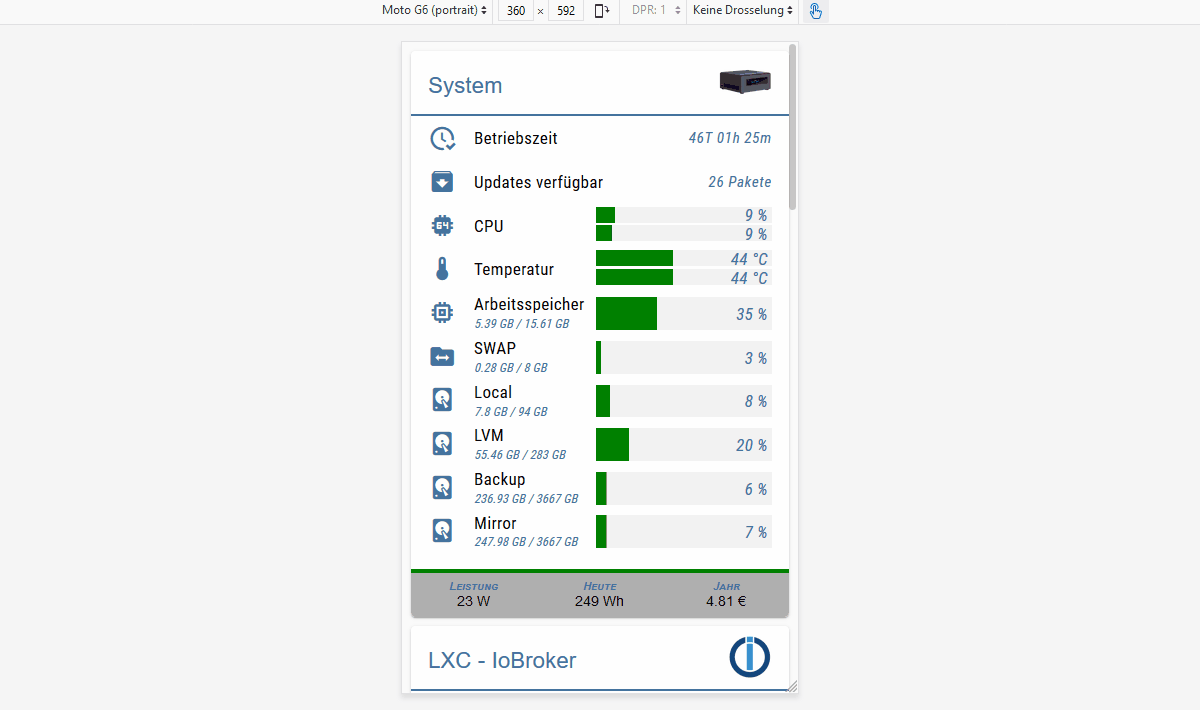 Moto G6 (portrait) 360 × 592 DPR: 1 Keine Drosselung
System
Betriebszeit 46T 01h 25m
Updates verfügbar 26 Pakete
64
CPU 9 %
9 %
Temperatur 44 °C
44 °C
Arbeitsspeicher 35 %
5.39 GB / 15.61 GB
SWAP 3 %
0.28 GB / 8 GB
Local 8 %
7.8 GB / 94 GB
LVM 20 %
55.46 GB / 283 GB
Backup 6 %
236.93 GB / 3667 GB
Mirror 7 %
247.98 GB / 3667 GB
Leistung Heute Jahr
23 W 249 Wh 4.81 €
LXC - IoBroker